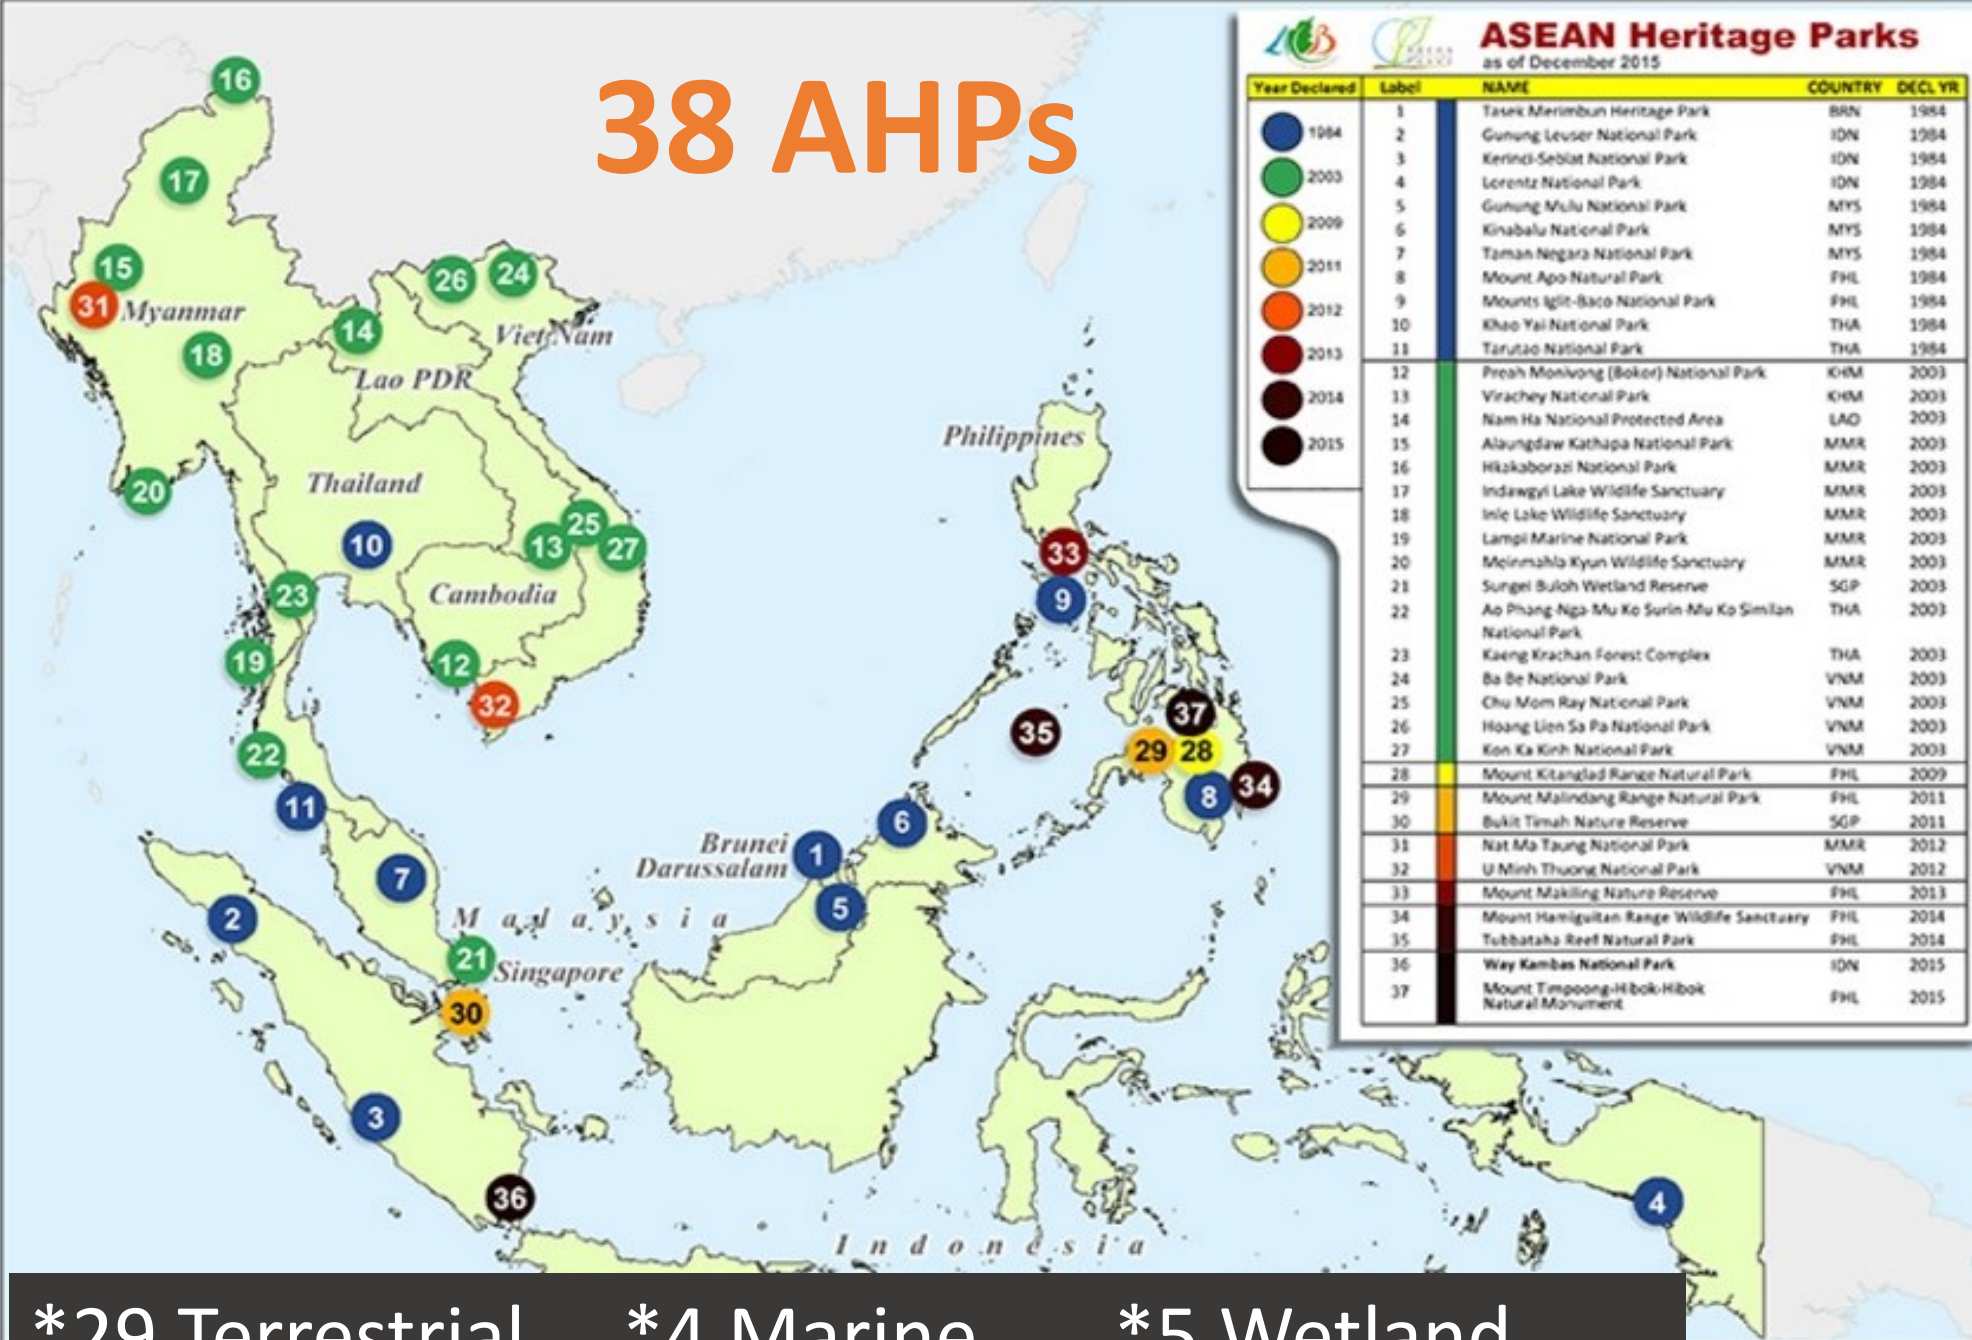 38 AHPs
ASEAN Heritage Parks
as of December 2015
Year Declared Label NAME COUNTRY DECL YR
1984
2003
2009
2011
2012
2013
2014
2015
1 Tasek Merimbun Heritage Park BRN 1984
2 Gunung Leuser National Park IDN 1984
3 Kerinci-Seblat National Park IDN 1984
4 Lorentz National Park IDN 1984
5 Gunung Mulu National Park MYS 1984
6 Kinabalu National Park MYS 1984
7 Taman Negara National Park MYS 1984
8 Mount Apo Natural Park PHL 1984
9 Mounts Iglit-Baco National Park PHL 1984
10 Khao Yai National Park THA 1984
11 Tarutao National Park THA 1984
12 Preah Monivong (Bokor) National Park KHM 2003
13 Virachey National Park KHM 2003
14 Nam Ha National Protected Area LAO 2003
15 Alaungdaw Kathapa National Park MMR 2003
16 Hkakaborazi National Park MMR 2003
17 Indawgyi Lake Wildlife Sanctuary MMR 2003
18 Inle Lake Wildlife Sanctuary MMR 2003
19 Lampi Marine National Park MMR 2003
20 Meinmahla Kyun Wildlife Sanctuary MMR 2003
21 Sungei Buloh Wetland Reserve SGP 2003
22 Ao Phang-Nga-Mu Ko Surin-Mu Ko Similan THA 2003
National Park
23 Kaeng Krachan Forest Complex THA 2003
24 Ba Be National Park VNM 2003
25 Chu Mom Ray National Park VNM 2003
26 Hoang Lien Sa Pa National Park VNM 2003
27 Kon Ka Kinh National Park VNM 2003
28 Mount Kitanglad Range Natural Park PHL 2009
29 Mount Malindang Range Natural Park PHL 2011
30 Bukit Timah Nature Reserve SGP 2011
31 Nat Ma Taung National Park MMR 2012
32 U Minh Thuong National Park VNM 2012
33 Mount Makiling Nature Reserve PHL 2013
34 Mount Hamiguitan Range Wildlife Sanctuary PHL 2014
35 Tubbataha Reef Natural Park PHL 2014
36 Way Kambas National Park IDN 2015
37 Mount Timpoong-Hibok-Hibok PHL 2015
Natural Monument
16
17
15
26
24
31
Myanmar
14
Viet Nam
18
Lao PDR
Philippines
Thailand
20
25
10
13
27
33
23
Cambodia
9
19
12
32
37
35
22
29
28
8
34
11
6
Brunei
Darussalam
1
7
5
2
Malaysia
21
Singapore
30
3
36
4
Indonesia
*29 Terrestrial *4 Marine *5 Wetland